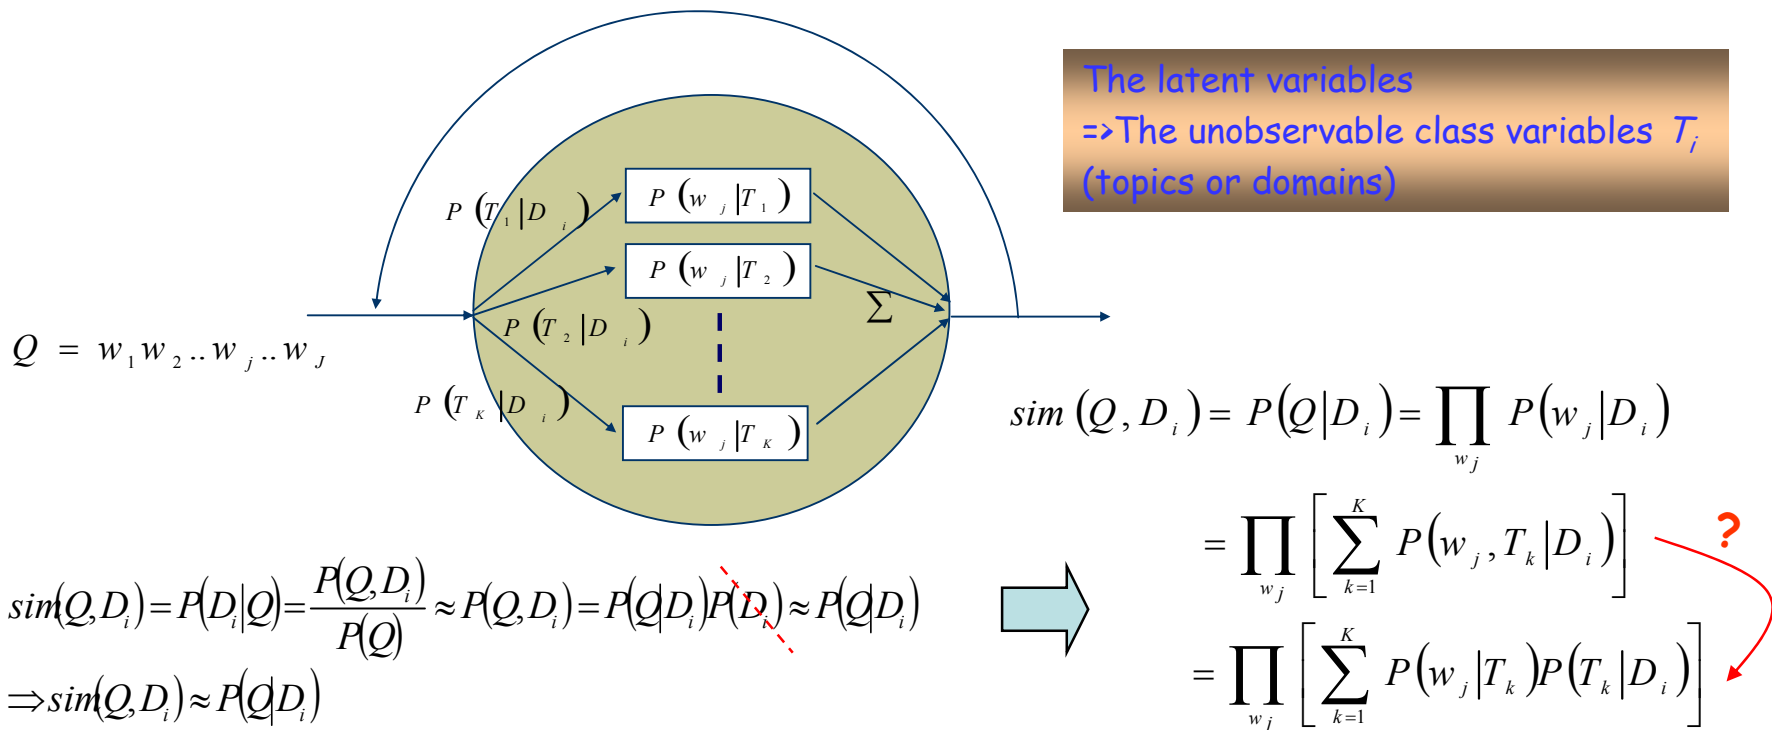 The latent variables
=>The unobservable class variables T_i
(topics or domains)
P(T_1|D_i)
P(w_j|T_1)
P(w_j|T_2)
∑
P(T_2|D_i)
Q = w_1 w_2 .. w_j .. w_J
P(T_K|D_i)
P(w_j|T_K)
sim(Q,D_i) = P(Q|D_i) = ∏_{w_j} P(w_j|D_i)
= ∏_{w_j} [∑_{k=1}^{K} P(w_j,T_k|D_i)]
?
sim(Q,D_i) = P(D_i|Q) = P(Q,D_i)/P(Q) ≈ P(Q,D_i) = P(Q|D_i)P(D_i) ≈ P(Q|D_i)
= ∏_{w_j} [∑_{k=1}^{K} P(w_j|T_k)P(T_k|D_i)]
⇒ sim(Q,D_i) ≈ P(Q|D_i)